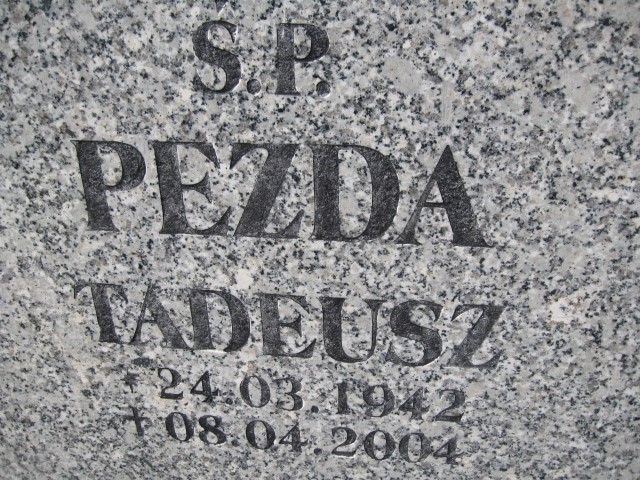 Ś.P.
PEZDA
TADEUSZ
* 24.03.1942
✝ 08.04.2004